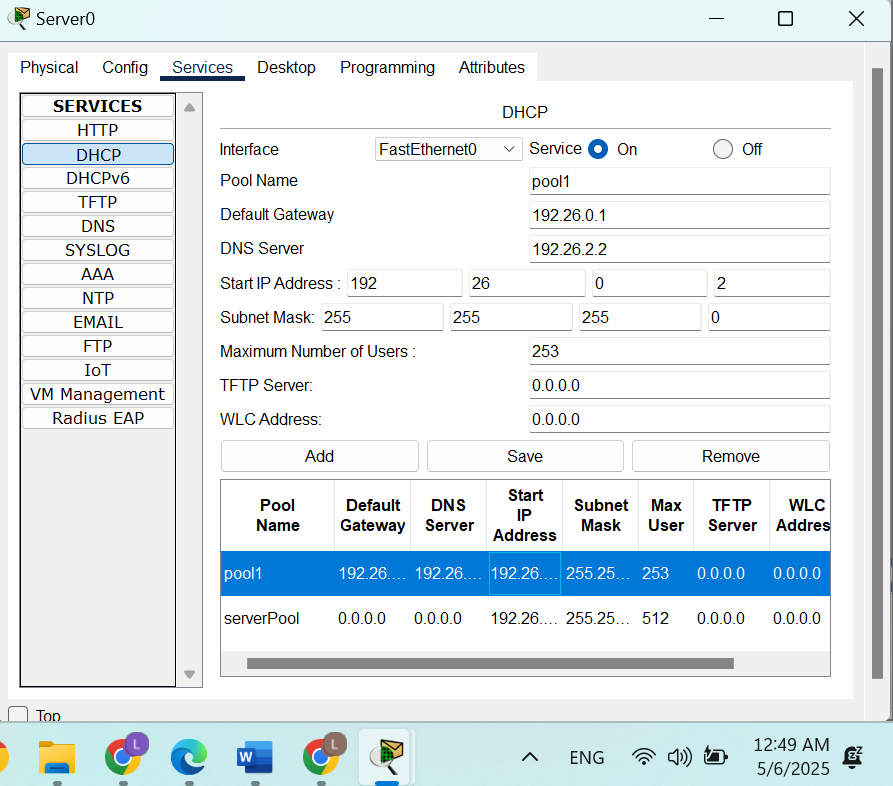 Server0
Physical Config Services Desktop Programming Attributes
SERVICES
HTTP
DHCP
DHCPv6
TFTP
DNS
SYSLOG
AAA
NTP
EMAIL
FTP
IoT
VM Management
Radius EAP
DHCP
Interface FastEthernet0 Service On Off
Pool Name pool1
Default Gateway 192.26.0.1
DNS Server 192.26.2.2
Start IP Address : 192 26 0 2
Subnet Mask: 255 255 255 0
Maximum Number of Users : 253
TFTP Server: 0.0.0.0
WLC Address: 0.0.0.0
Add Save Remove
Pool Name Default Gateway DNS Server Start IP Address Subnet Mask Max User TFTP Server WLC Addres
pool1 192.26.... 192.26.... 192.26.... 255.25... 253 0.0.0.0 0.0.0.0
serverPool 0.0.0.0 0.0.0.0 192.26.... 255.25... 512 0.0.0.0 0.0.0.0
Top
L W L ENG 12:49 AM
5/6/2025